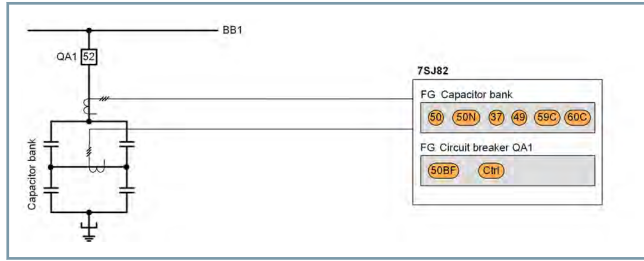 BB1
QA1 52
7SJ82
FG Capacitor bank
50 50N 37 49 59C 60C
FG Circuit breaker QA1
50BF Ctrl
Capacitor bank